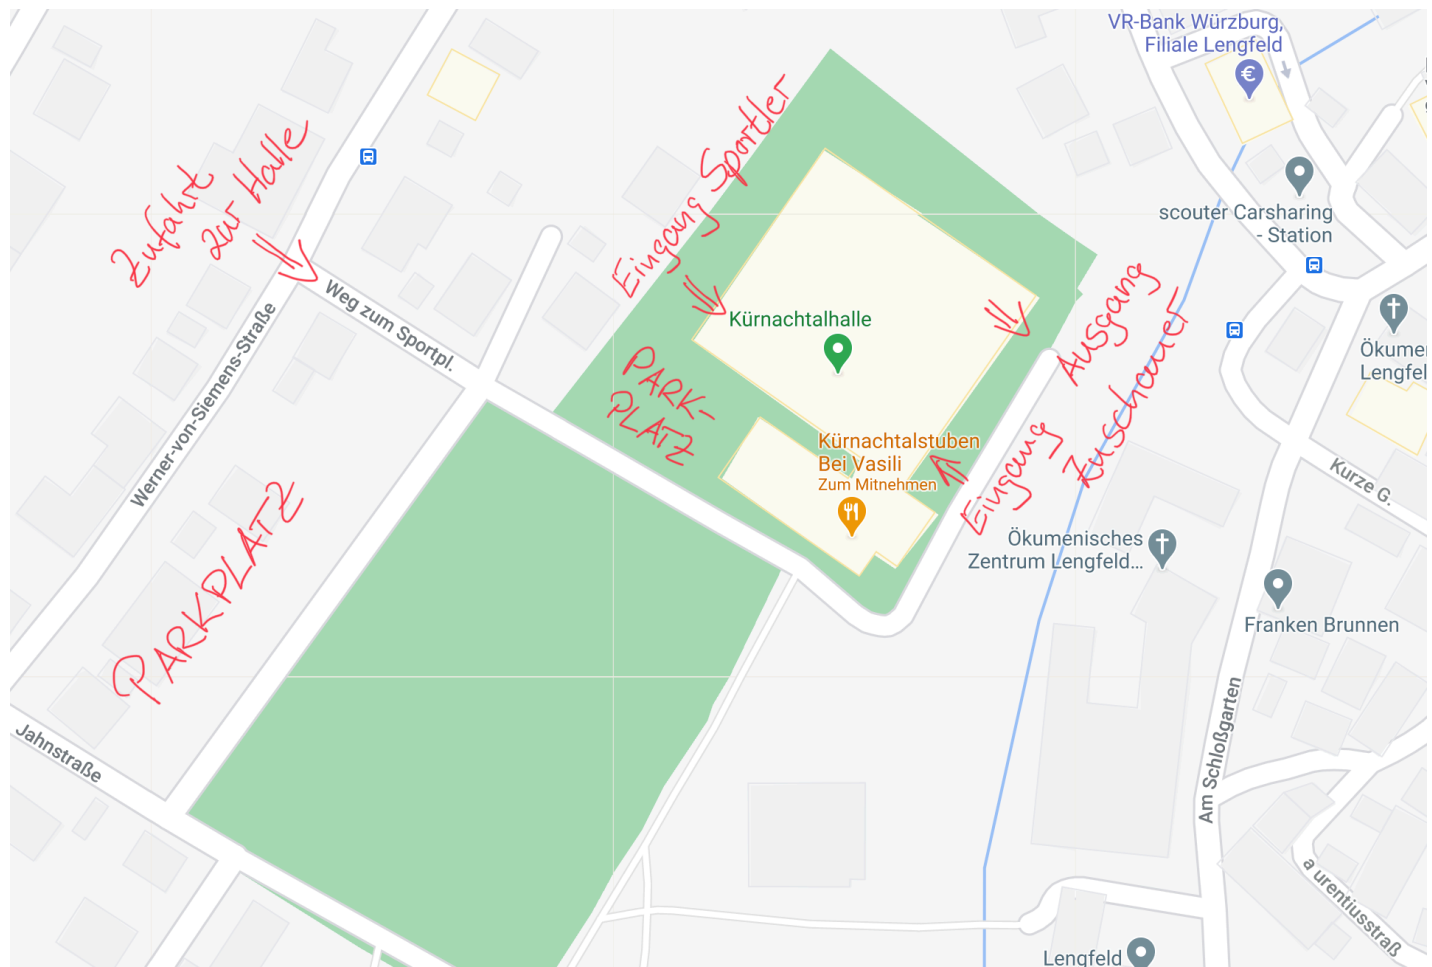 VR-Bank Würzburg,
Filiale Lengfeld
€
Zufahrt
zur Halle
Eingang Sportler
scouter Carsharing
- Station
Weg zum Sportpl.
Werner-von-Siemens-Straße
Kürnachtalhalle
PARK-
PLATZ
Ausgang
Eingang
Zuschauer
Ökumen
Lengfel
Kürnachtalstuben
Bei Vasili
Zum Mitnehmen
Kurze G.
PARKPLATZ
Ökumenisches
Zentrum Lengfeld...
Franken Brunnen
Jahnstraße
Am Schloßgarten
a urentiusstraß
Lengfeld